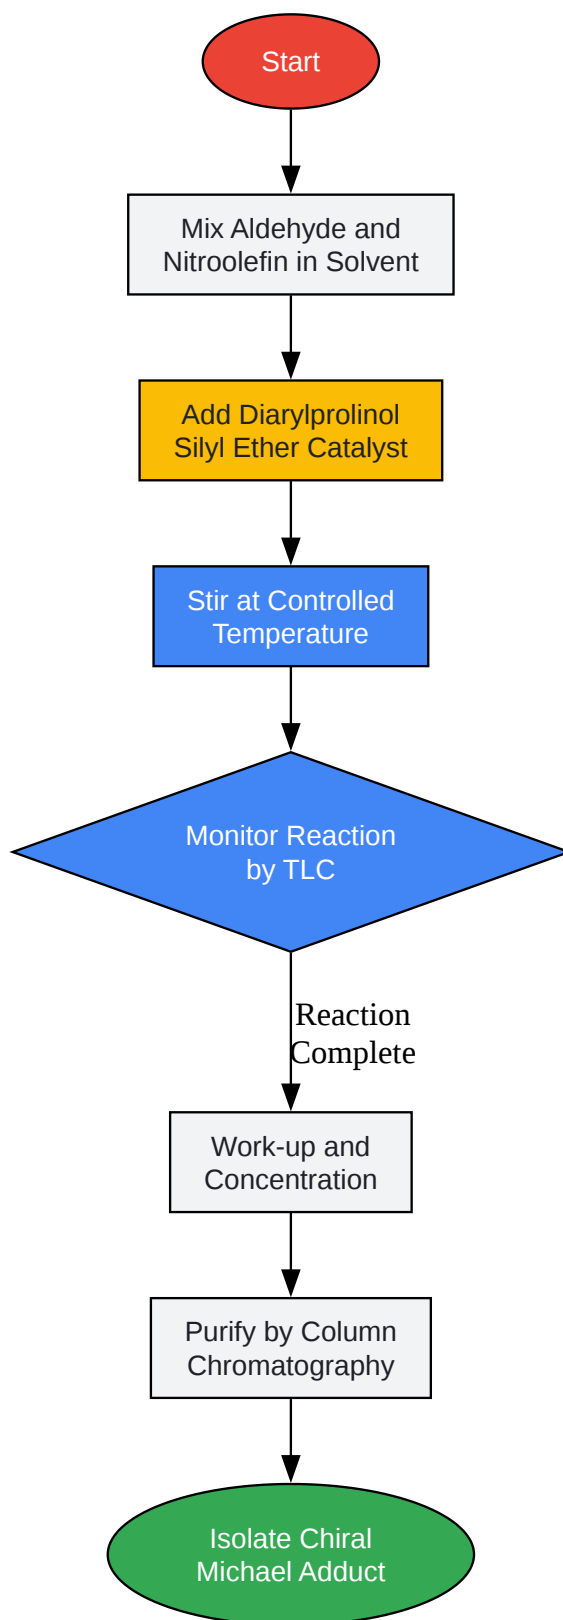 Start
Mix Aldehyde and
Nitroolefin in Solvent
Add Diarylprolinol
Silyl Ether Catalyst
Stir at Controlled
Temperature
Monitor Reaction
by TLC
Reaction
Complete
Work-up and
Concentration
Purify by Column
Chromatography
Isolate Chiral
Michael Adduct